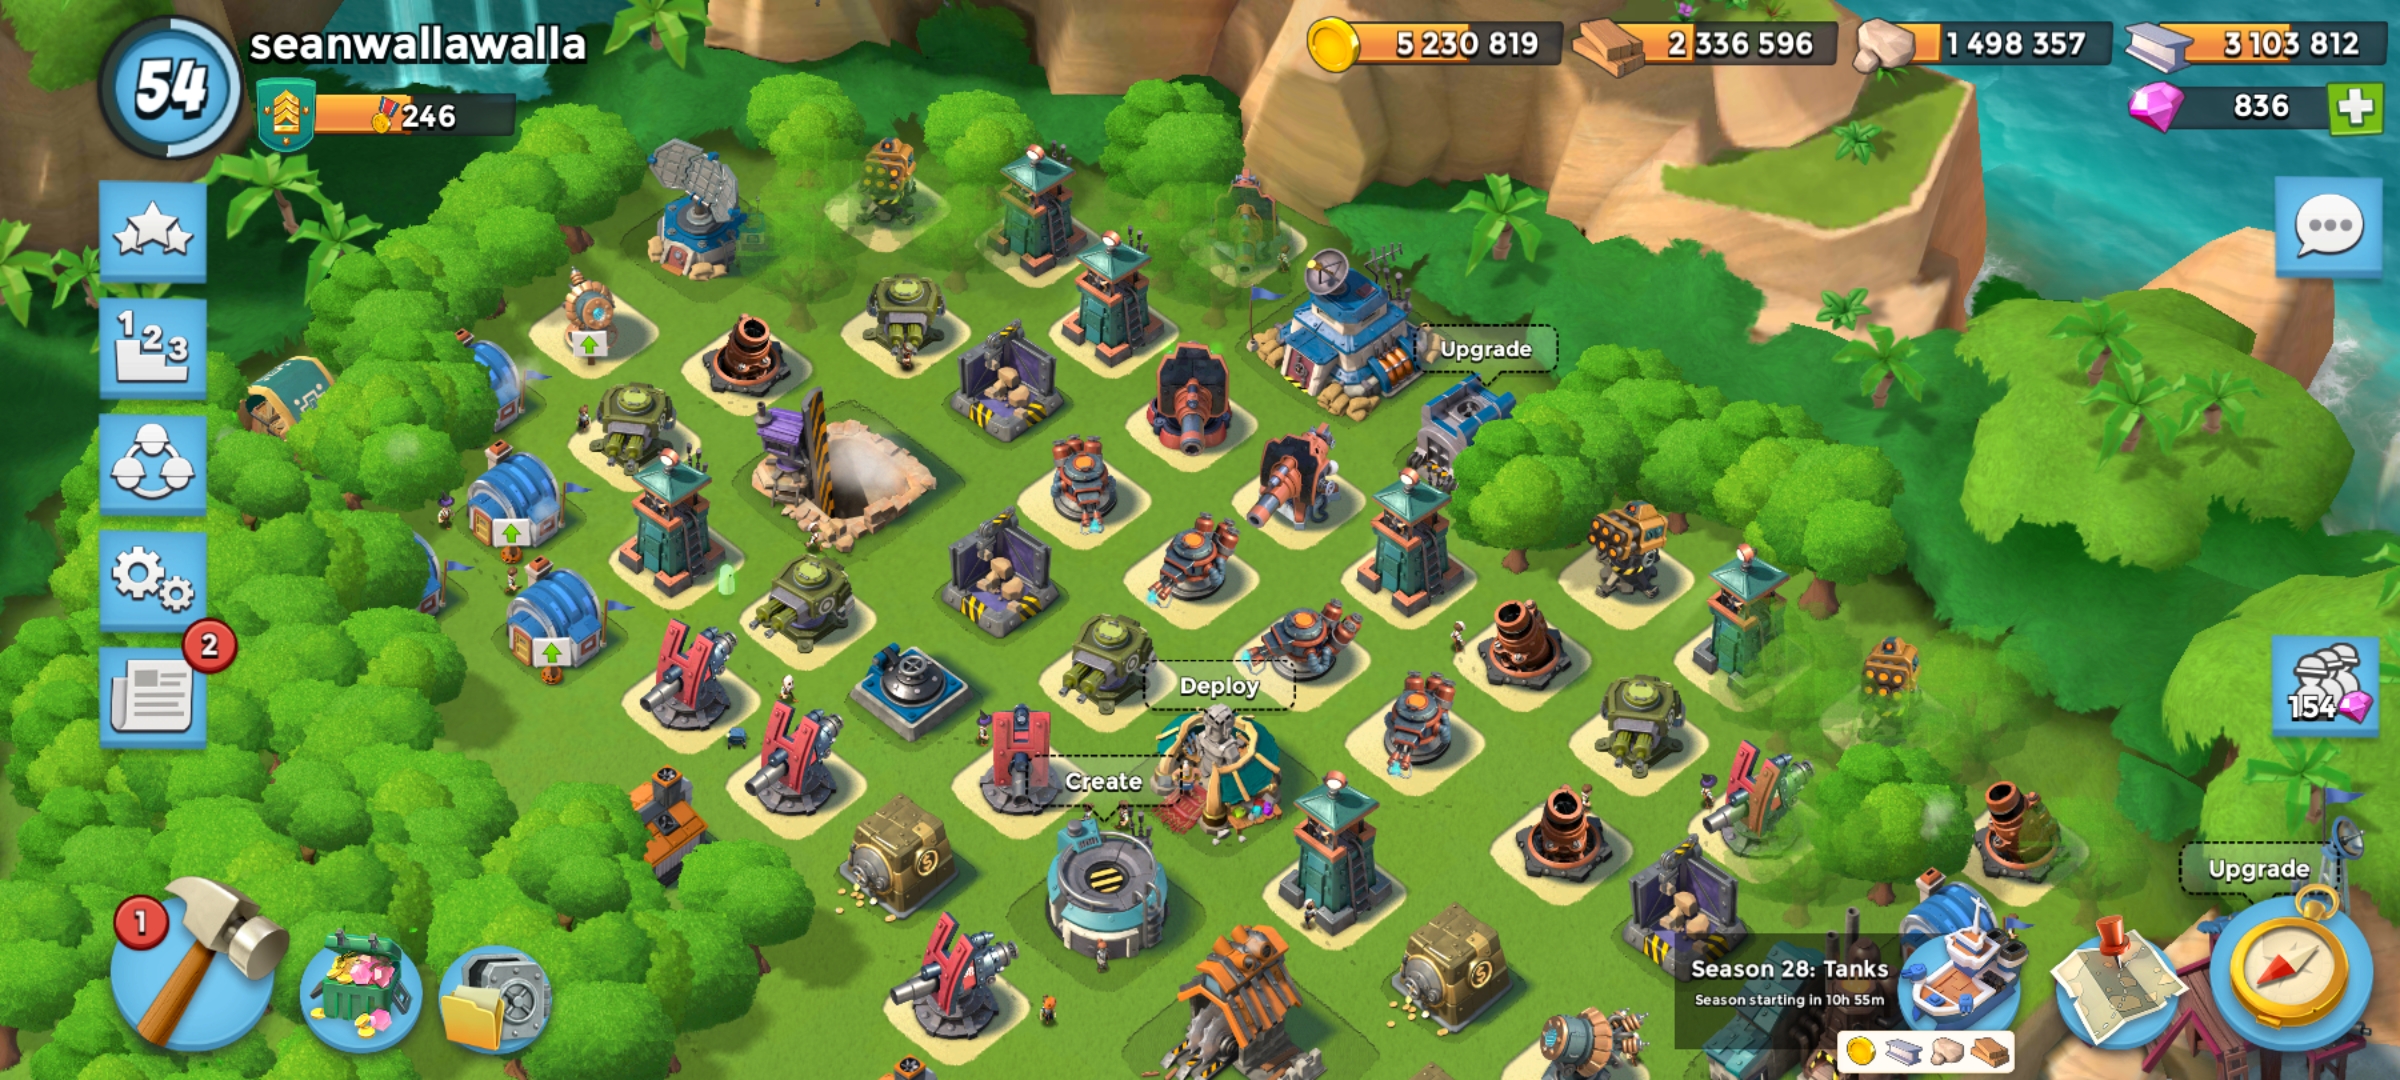 54
seanwallawalla
246
5 230 819
2 336 596
1 498 357
3 103 812
836
123
Upgrade
2
Deploy
154
Create
Upgrade
1
Season 28: Tanks
Season starting in 10h 55m